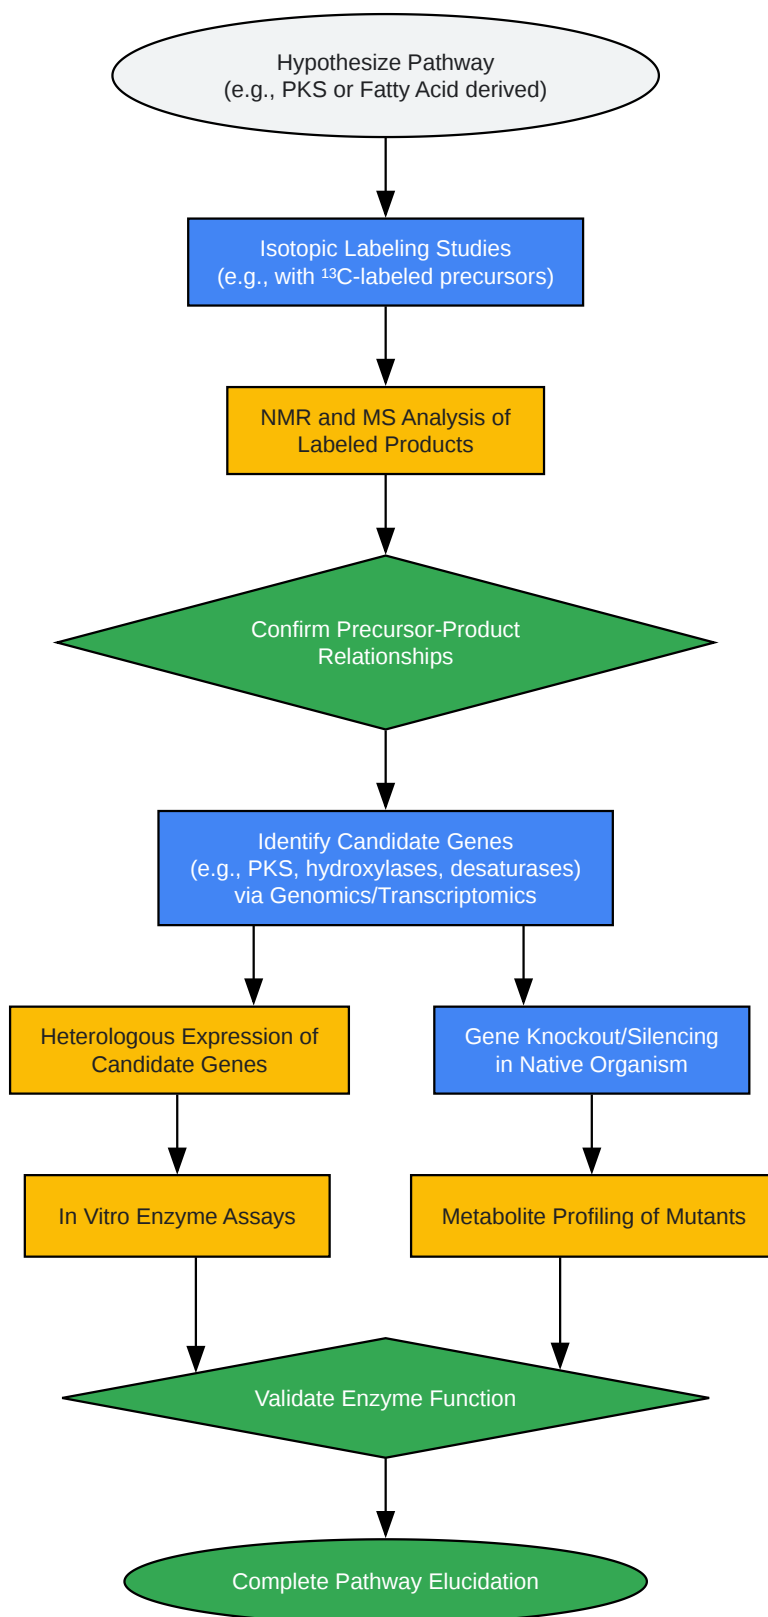 Hypothesize Pathway
(e.g., PKS or Fatty Acid derived)
Isotopic Labeling Studies
(e.g., with ¹³C-labeled precursors)
NMR and MS Analysis of
Labeled Products
Confirm Precursor-Product
Relationships
Identify Candidate Genes
(e.g., PKS, hydroxylases, desaturases)
via Genomics/Transcriptomics
Heterologous Expression of
Candidate Genes
Gene Knockout/Silencing
in Native Organism
In Vitro Enzyme Assays
Metabolite Profiling of Mutants
Validate Enzyme Function
Complete Pathway Elucidation